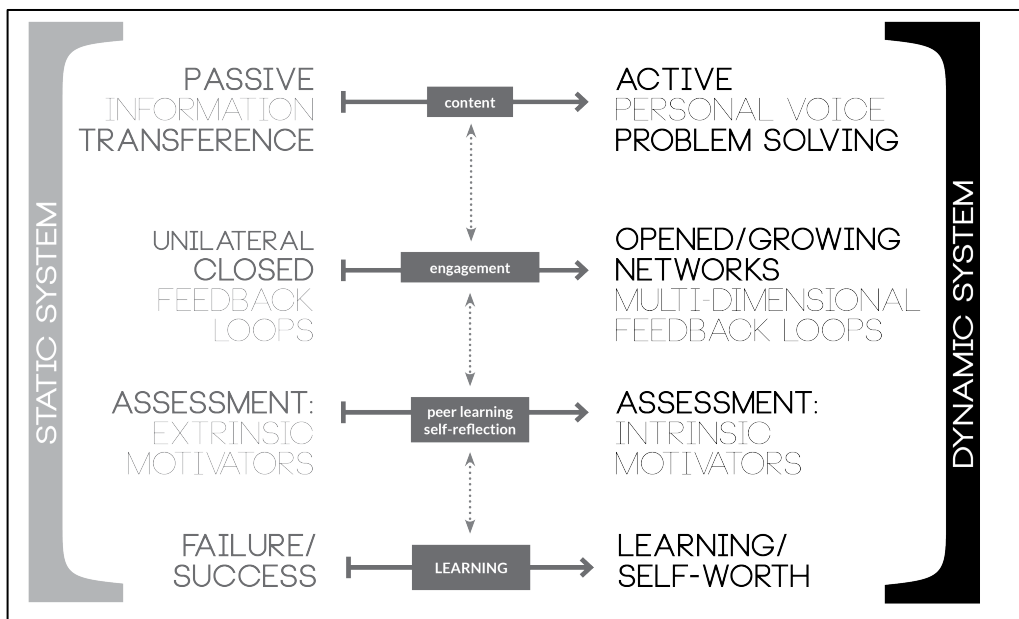 STATIC SYSTEM
PASSIVE
INFORMATION
TRANSFERENCE
content
ACTIVE
PERSONAL VOICE
PROBLEM SOLVING
UNILATERAL
CLOSED
FEEDBACK
LOOPS
engagement
OPENED/GROWING
NETWORKS
MULTI-DIMENSIONAL
FEEDBACK LOOPS
ASSESSMENT:
EXTRINSIC
MOTIVATORS
peer learning
self-reflection
ASSESSMENT:
INTRINSIC
MOTIVATORS
FAILURE/
SUCCESS
LEARNING
LEARNING/
SELF-WORTH
DYNAMIC SYSTEM